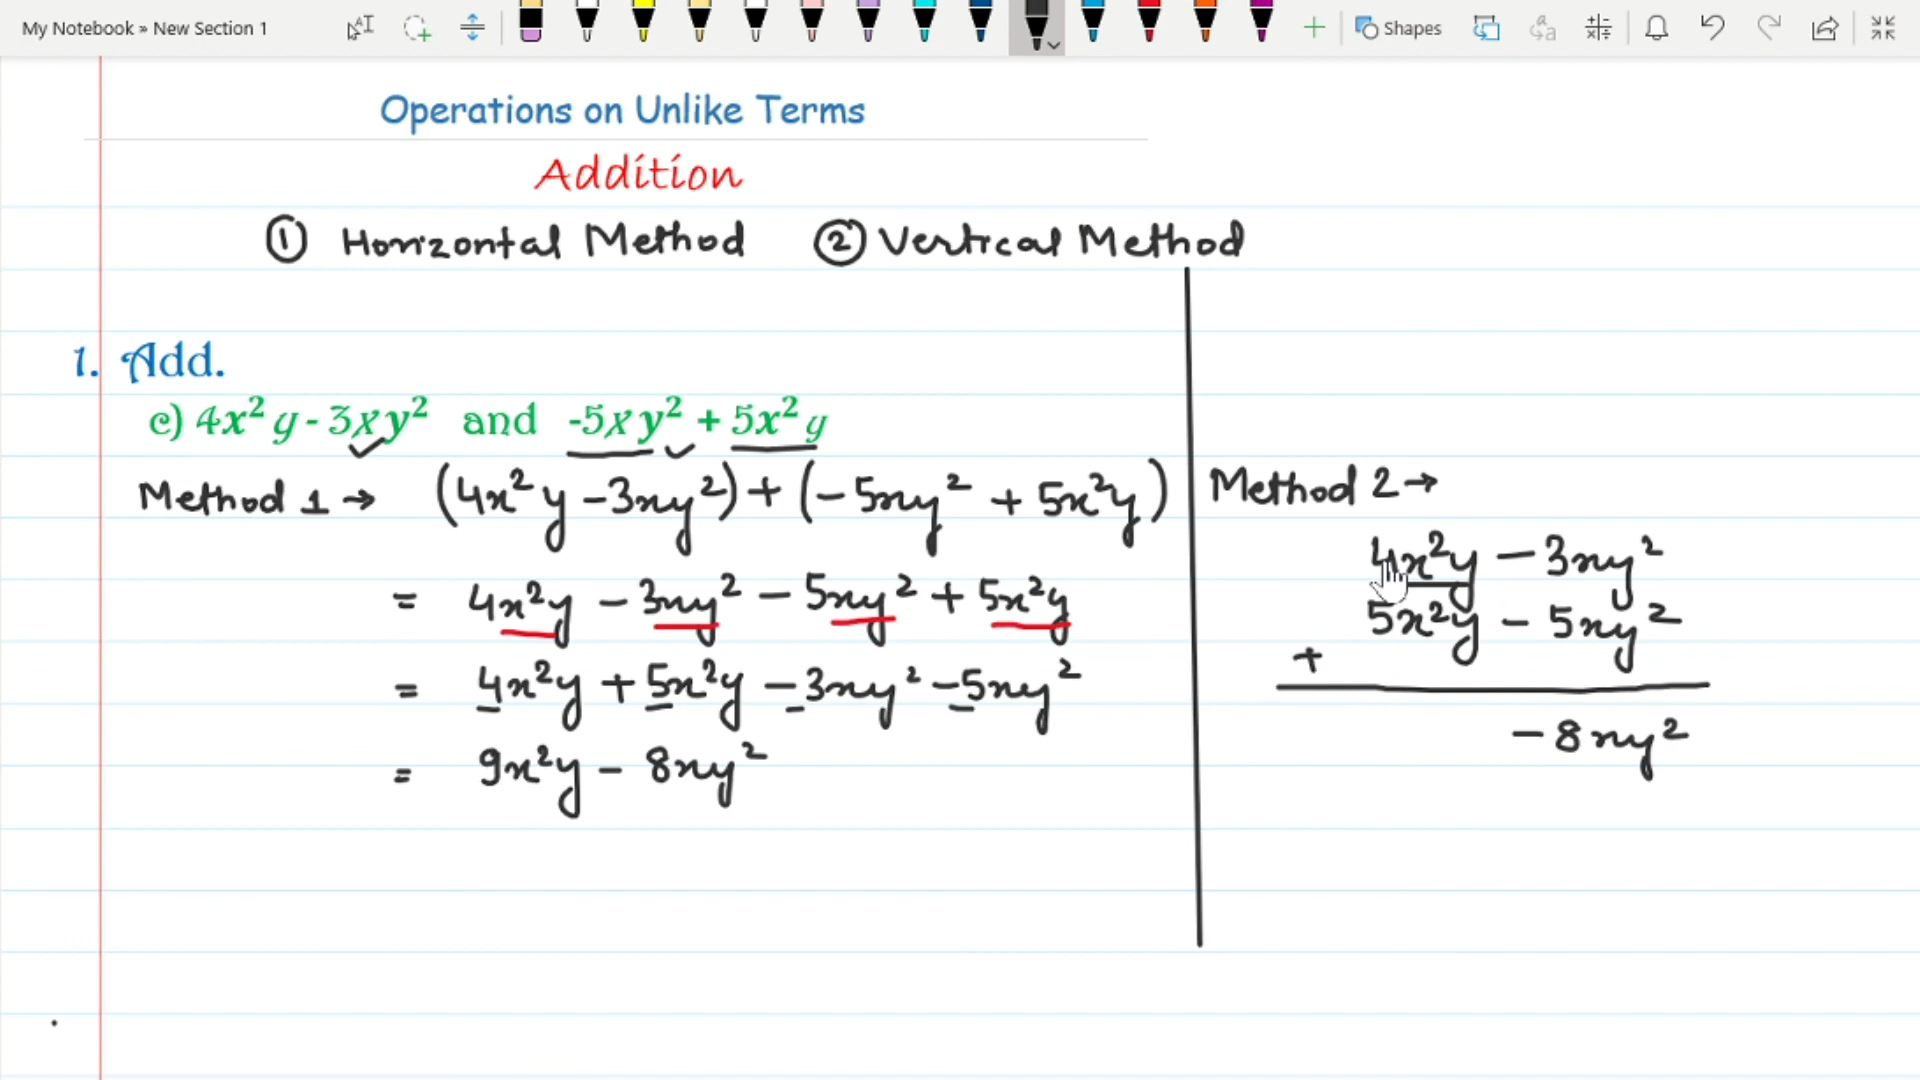 My Notebook » New Section 1
Shapes
Operations on Unlike Terms
Addition
① Horizontal Method ② Vertical Method
1. Add.
c) 4x²y - 3xy² and -5xy² + 5x²y
Method 1 → (4x²y - 3xy²) + (-5xy² + 5x²y)
= 4x²y - 3xy² - 5xy² + 5x²y
= 4x²y + 5x²y - 3xy² - 5xy²
= 9x²y - 8xy²
Method 2 →
4x²y - 3xy²
5x²y - 5xy²
+
- 8xy²